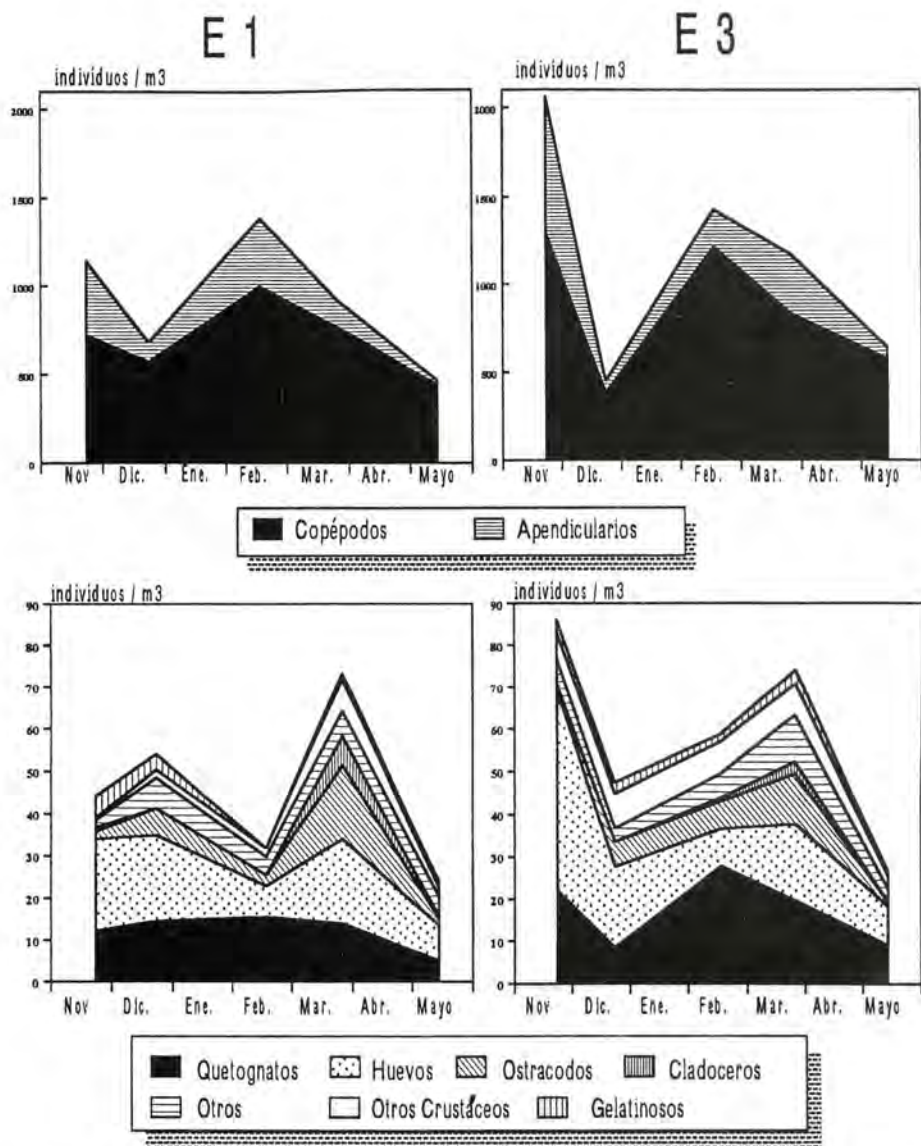 E 1
E 3
individuos / m3
individuos / m3
2000
1500
1000
500
0
2000
1500
1000
500
0
Nov Dic. Ene. Feb. Mar. Abr. Mayo
Nov Dic. Ene. Feb. Mar. Abr. Mayo
Copépodos Apendicularios
individuos / m3
individuos / m3
90
80
70
60
50
40
30
20
10
0
90
80
70
60
50
40
30
20
10
0
Nov Dic. Ene. Feb. Mar. Abr. Mayo
Nov Dic. Ene. Feb. Mar. Abr. Mayo
Quetognatos Huevos Ostracodos Cladoceros
Otros Otros Crustáceos Gelatinosos